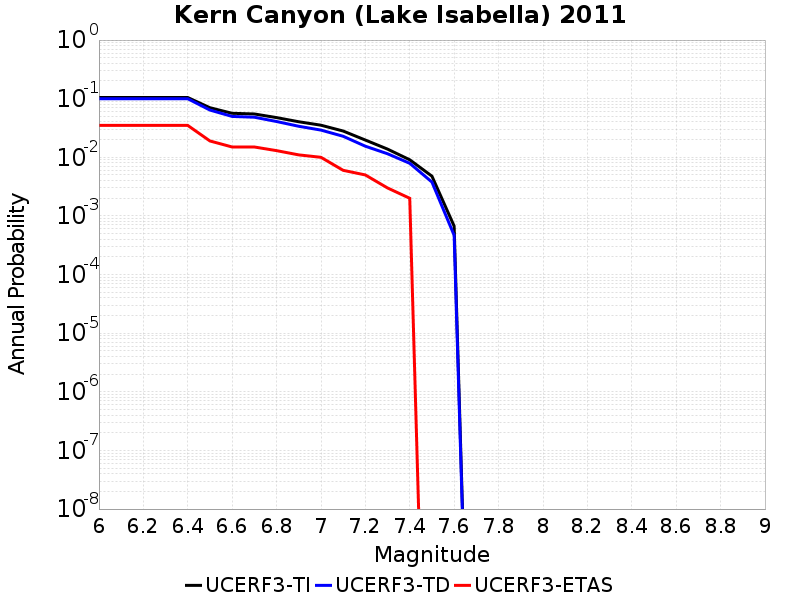 Kern Canyon (Lake Isabella) 2011
10^0
10^-1
10^-2
10^-3
10^-4
10^-5
10^-6
10^-7
10^-8
Annual Probability
6 6.2 6.4 6.6 6.8 7 7.2 7.4 7.6 7.8 8 8.2 8.4 8.6 8.8 9
Magnitude
UCERF3-TI UCERF3-TD UCERF3-ETAS